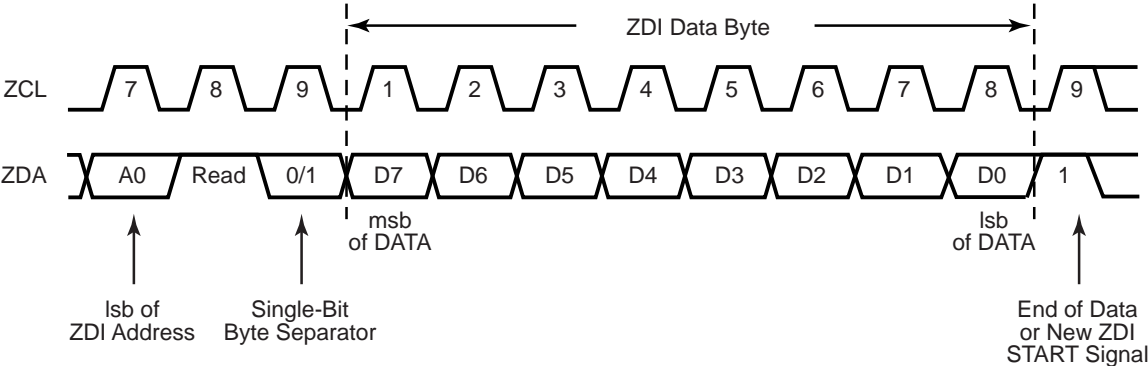 ZDI Data Byte
ZCL 7 8 9 1 2 3 4 5 6 7 8 9
ZDA A0 Read 0/1 D7 D6 D5 D4 D3 D2 D1 D0 1
msb
of DATA
lsb
of DATA
lsb of
ZDI Address
Single-Bit
Byte Separator
End of Data
or New ZDI
START Signal